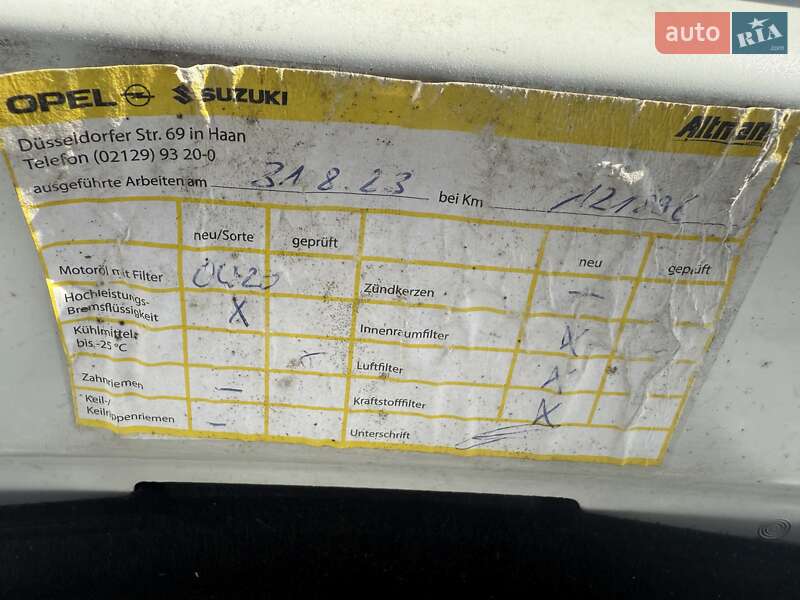 auto RIA.com
OPEL SUZUKI Altmann
Düsseldorfer Str. 69 in Haan
Telefon (02129) 93 20-0
ausgeführte Arbeiten am 31.8.23 bei Km
neu/Sorte geprüft neu geprüft
Motoröl mit Filter 0W20 Zündkerzen —
Hochleistungs-
Bremsflüssigkeit X Innenraumfilter X
Kühlmittel:
bis -25 °C Luftfilter X
Zahnriemen — Kraftstofffilter X
Keil-/
Keilrippenriemen — Unterschrift